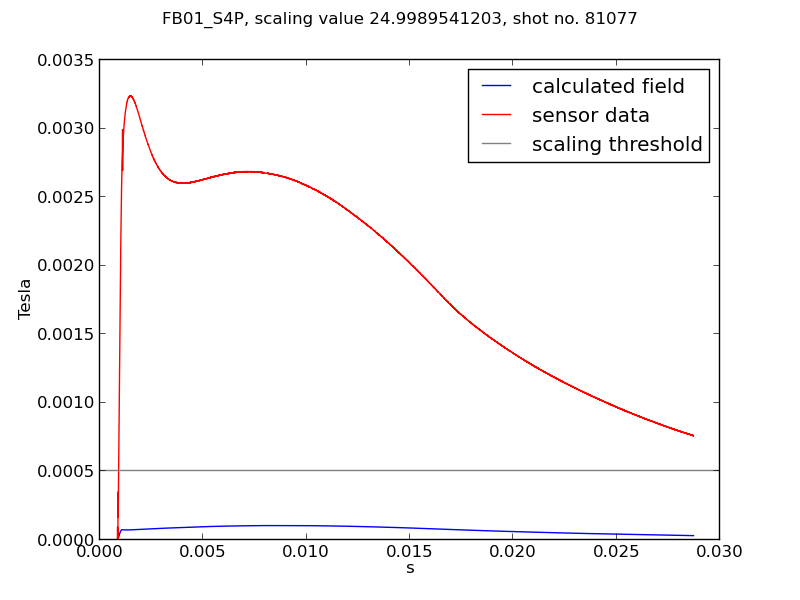 FB01_S4P, scaling value 24.9989541203, shot no. 81077
calculated field
sensor data
scaling threshold
0.0035
0.0030
0.0025
0.0020
0.0015
0.0010
0.0005
0.0000
Tesla
0.000 0.005 0.010 0.015 0.020 0.025 0.030
s